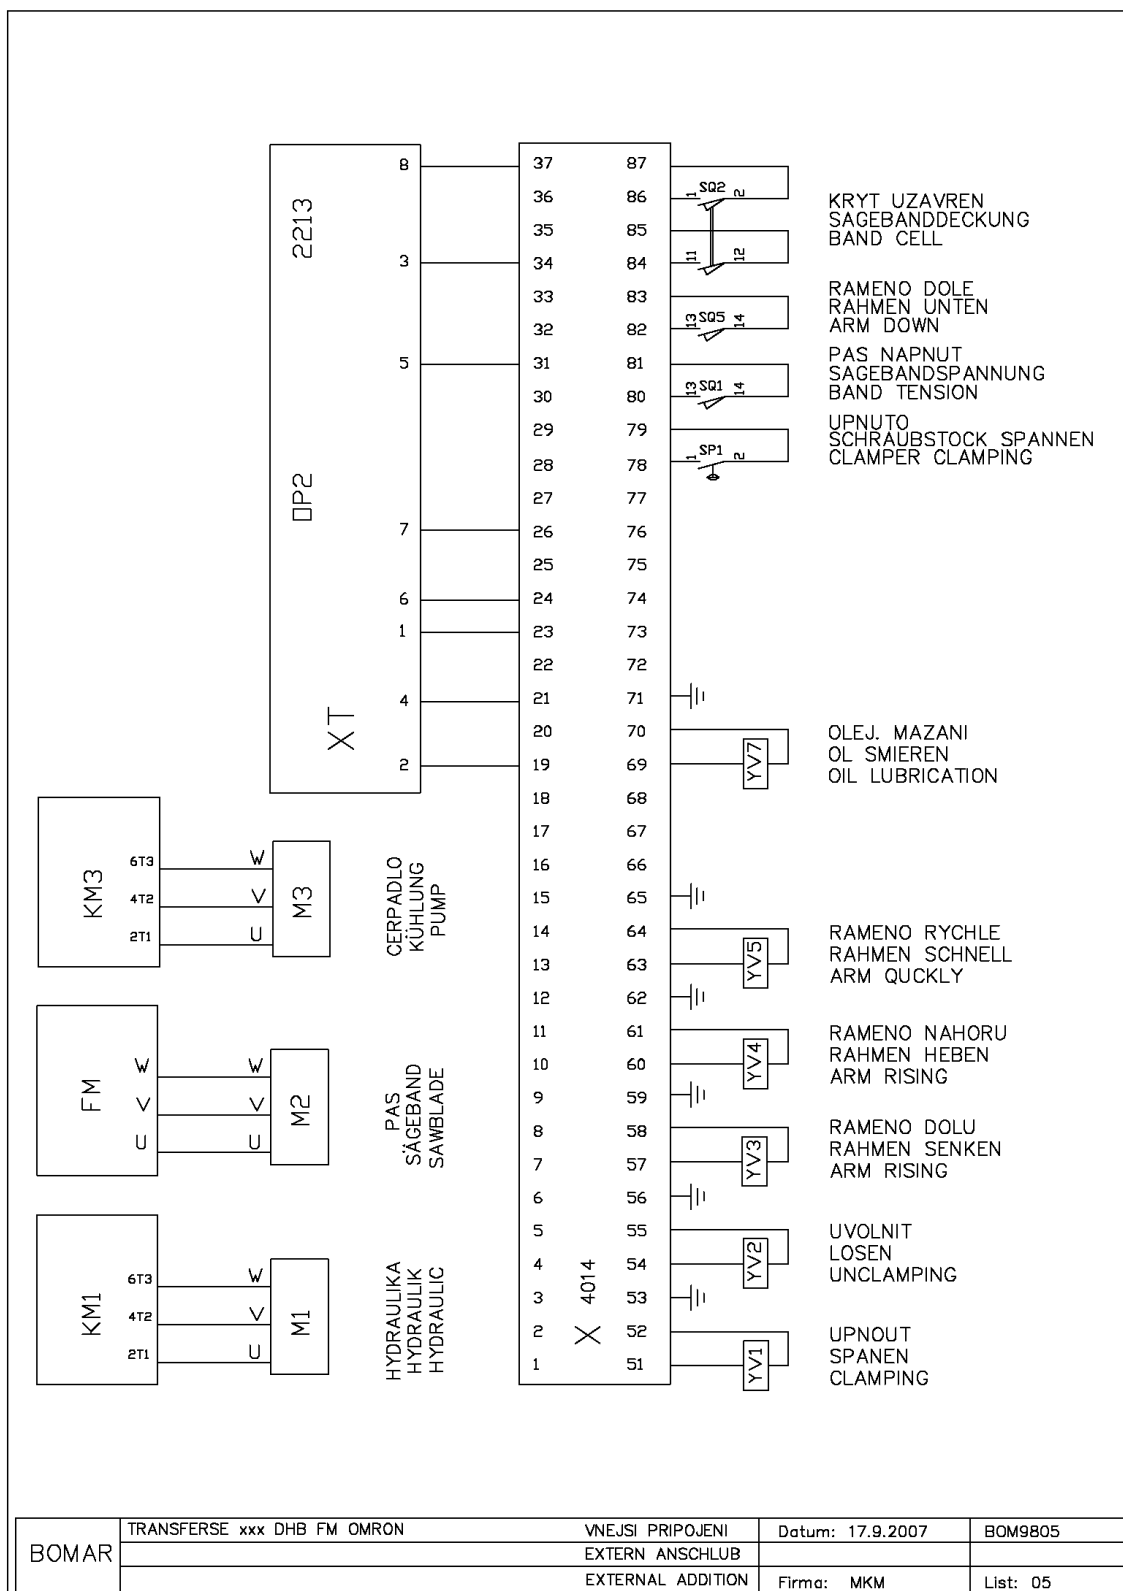 2213
OP2
XT
8
3
5
7
6
1
4
2
X 4014
37 87
36 86
35 85
34 84
33 83
32 82
31 81
30 80
29 79
28 78
27 77
26 76
25 75
24 74
23 73
22 72
21 71
20 70
19 69
18 68
17 67
16 66
15 65
14 64
13 63
12 62
11 61
10 60
9 59
8 58
7 57
6 56
5 55
4 54
3 53
2 52
1 51
1 SQ2 2
11 12
KRYT UZAVREN
SAGEBANDDECKUNG
BAND CELL
13 SQ5 14
RAMENO DOLE
RAHMEN UNTEN
ARM DOWN
13 SQ1 14
PAS NAPNUT
SAGEBANDSPANNUNG
BAND TENSION
1 SP1 2
UPNUTO
SCHRAUBSTOCK SPANNEN
CLAMPER CLAMPING
YV7
OLEJ. MAZANI
OL SMIEREN
OIL LUBRICATION
YV5
RAMENO RYCHLE
RAHMEN SCHNELL
ARM QUCKLY
YV4
RAMENO NAHORU
RAHMEN HEBEN
ARM RISING
YV3
RAMENO DOLU
RAHMEN SENKEN
ARM RISING
YV2
UVOLNIT
LOSEN
UNCLAMPING
YV1
UPNOUT
SPANEN
CLAMPING
KM3
6T3 W
4T2 V
2T1 U
M3
CERPADLO
KÜHLUNG
PUMP
FM
W W
V V
U U
M2
PAS
SÄGEBAND
SAWBLADE
KM1
6T3 W
4T2 V
2T1 U
M1
HYDRAULIKA
HYDRAULIK
HYDRAULIC
BOMAR
TRANSFERSE xxx DHB FM OMRON
VNEJSI PRIPOJENI
EXTERN ANSCHLUB
EXTERNAL ADDITION
Datum: 17.9.2007
BOM9805
Firma: MKM
List: 05